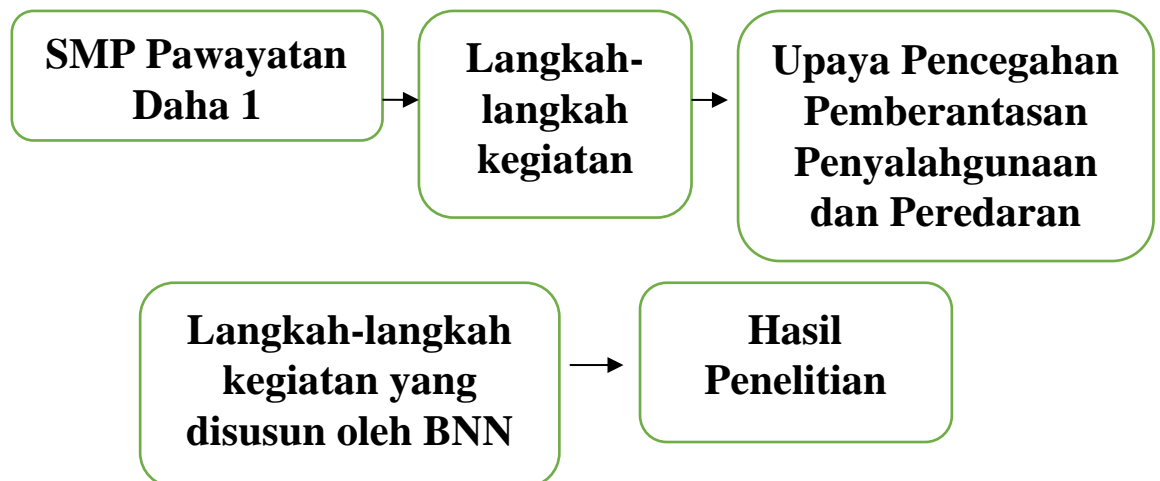 SMP Pawayatan
Daha 1
Langkah-
langkah
kegiatan
Upaya Pencegahan
Pemberantasan
Penyalahgunaan
dan Peredaran
Langkah-langkah
kegiatan yang
disusun oleh BNN
Hasil
Penelitian